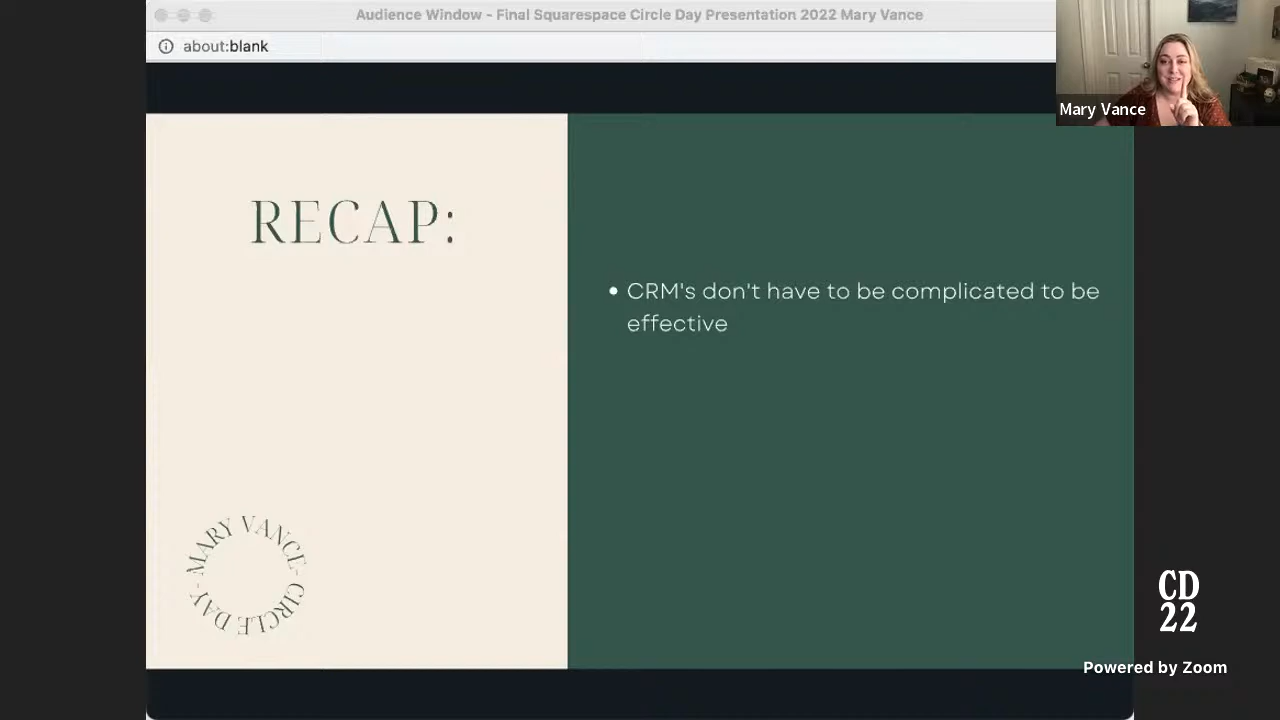 Audience Window - Final Squarespace Circle Day Presentation 2022 Mary Vance
about:blank
Mary Vance
RECAP:
• CRM's don't have to be complicated to be
effective
MARY VANCE - CIRCLE DAY -
CD
22
Powered by Zoom